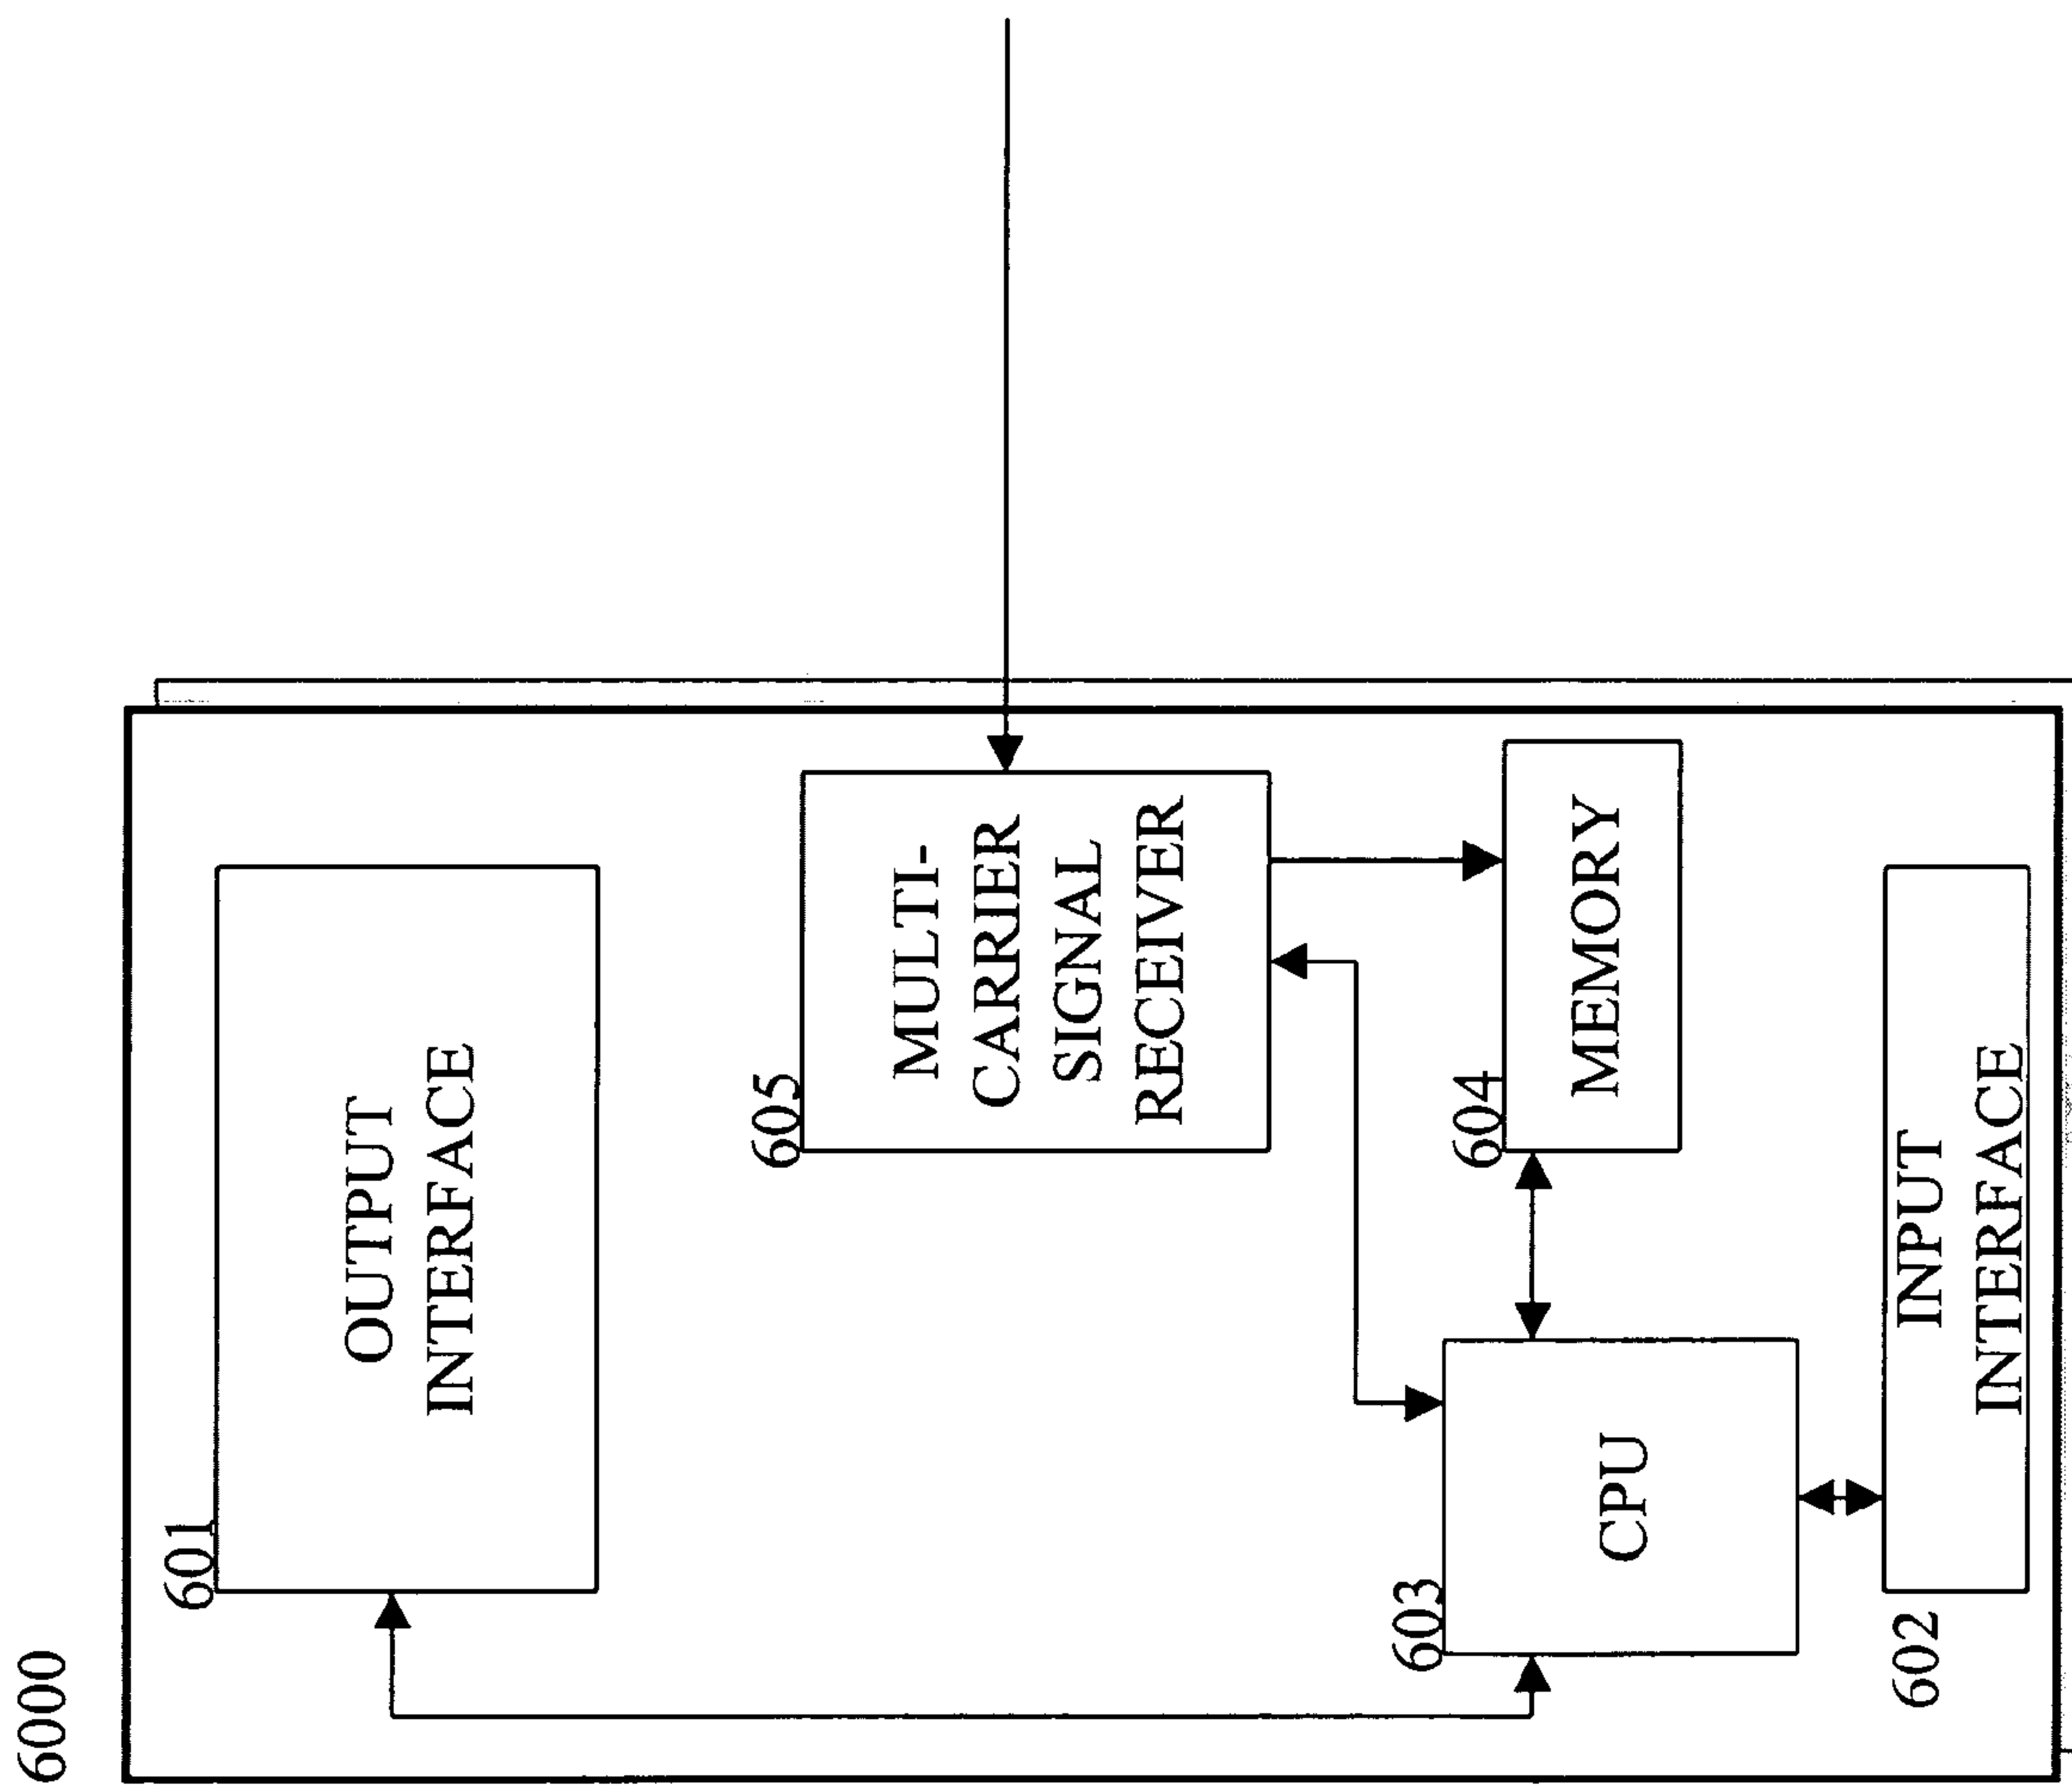 6000
601
OUTPUT
INTERFACE
605
MULTI-
CARRIER
SIGNAL
RECEIVER
603
CPU
604
MEMORY
602
INPUT
INTERFACE